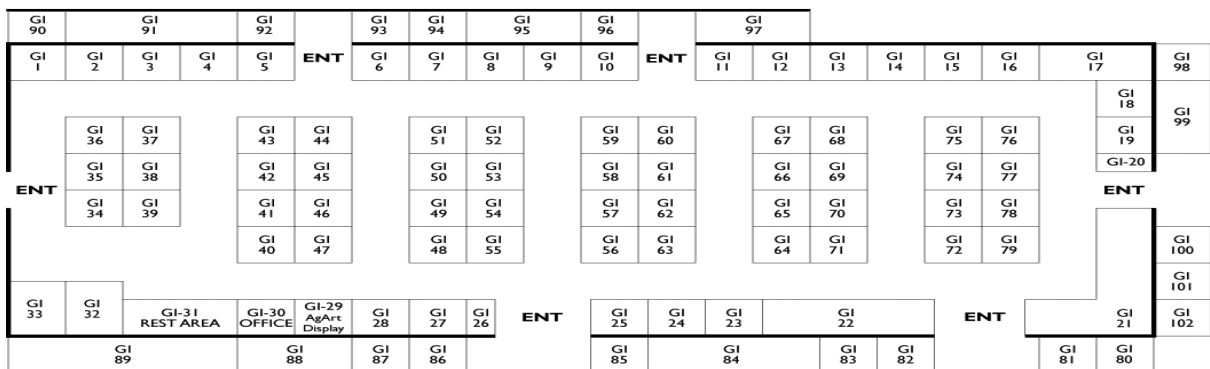 GI 90 GI 91 GI 92 GI 93 GI 94 GI 95 GI 96 GI 97
GI 1 GI 2 GI 3 GI 4 GI 5 ENT GI 6 GI 7 GI 8 GI 9 GI 10 ENT GI 11 GI 12 GI 13 GI 14 GI 15 GI 16 GI 17 GI 98
GI 18
GI 99
GI 36 GI 37 GI 43 GI 44 GI 51 GI 52 GI 59 GI 60 GI 67 GI 68 GI 75 GI 76 GI 19
GI 35 GI 38 GI 42 GI 45 GI 50 GI 53 GI 58 GI 61 GI 66 GI 69 GI 74 GI 77 GI-20
ENT ENT
GI 34 GI 39 GI 41 GI 46 GI 49 GI 54 GI 57 GI 62 GI 65 GI 70 GI 73 GI 78
GI 40 GI 47 GI 48 GI 55 GI 56 GI 63 GI 64 GI 71 GI 72 GI 79 GI 100
GI 101
GI 33 GI 32 GI-31 REST AREA GI-30 OFFICE GI-29 AgArt Display GI 28 GI 27 GI 26 ENT GI 25 GI 24 GI 23 GI 22 ENT GI 21 GI 102
GI 89 GI 88 GI 87 GI 86 GI 85 GI 84 GI 83 GI 82 GI 81 GI 80